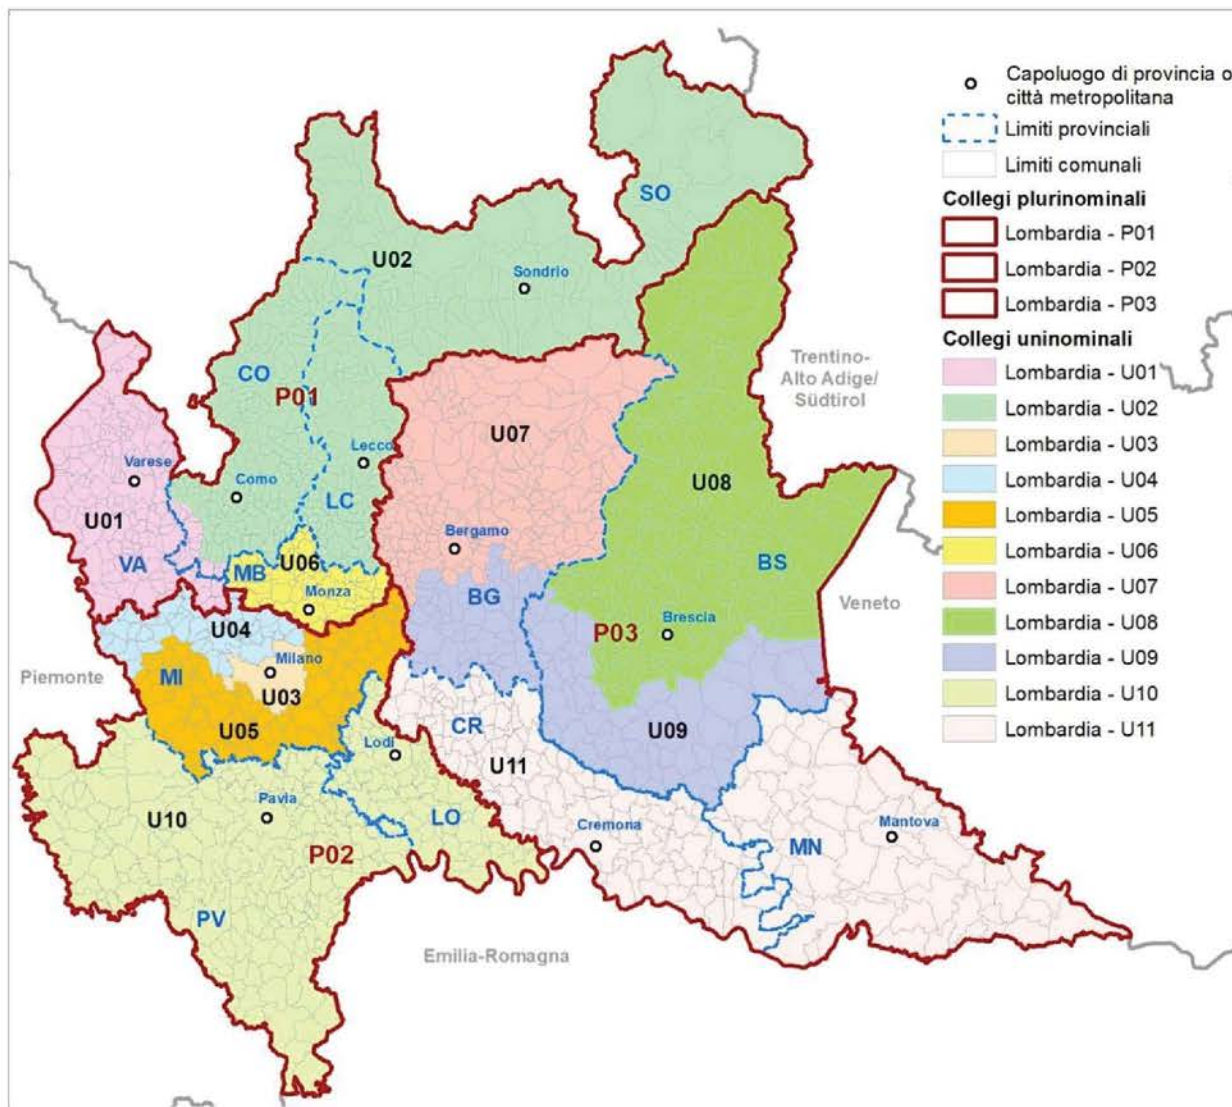 Capoluogo di provincia o
città metropolitana
Limiti provinciali
Limiti comunali
Collegi plurinominali
Lombardia - P01
Lombardia - P02
Lombardia - P03
Collegi uninominali
Lombardia - U01
Lombardia - U02
Lombardia - U03
Lombardia - U04
Lombardia - U05
Lombardia - U06
Lombardia - U07
Lombardia - U08
Lombardia - U09
Lombardia - U10
Lombardia - U11
SO
U02
Sondrio
Trentino-
Alto Adige/
Südtirol
CO
P01
U07
Lecco
Varese
Como
U08
LC
U01
Bergamo
VA
MB
U06
BS
BG
Monza
Veneto
U04
Brescia
P03
Milano
Piemonte
MI
U03
CR
U05
U09
Lodi
U11
Pavia
U10
LO
Cremona
Mantova
MN
P02
PV
Emilia-Romagna